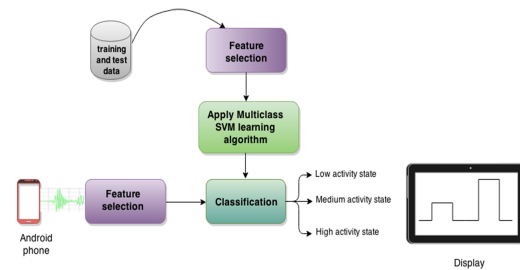 training
and test
data
Feature
selection
Apply Multiclass
SVM learning
algorithm
Feature
selection
Classification
Low activity state
Medium activity state
High activity state
Android
phone
Display